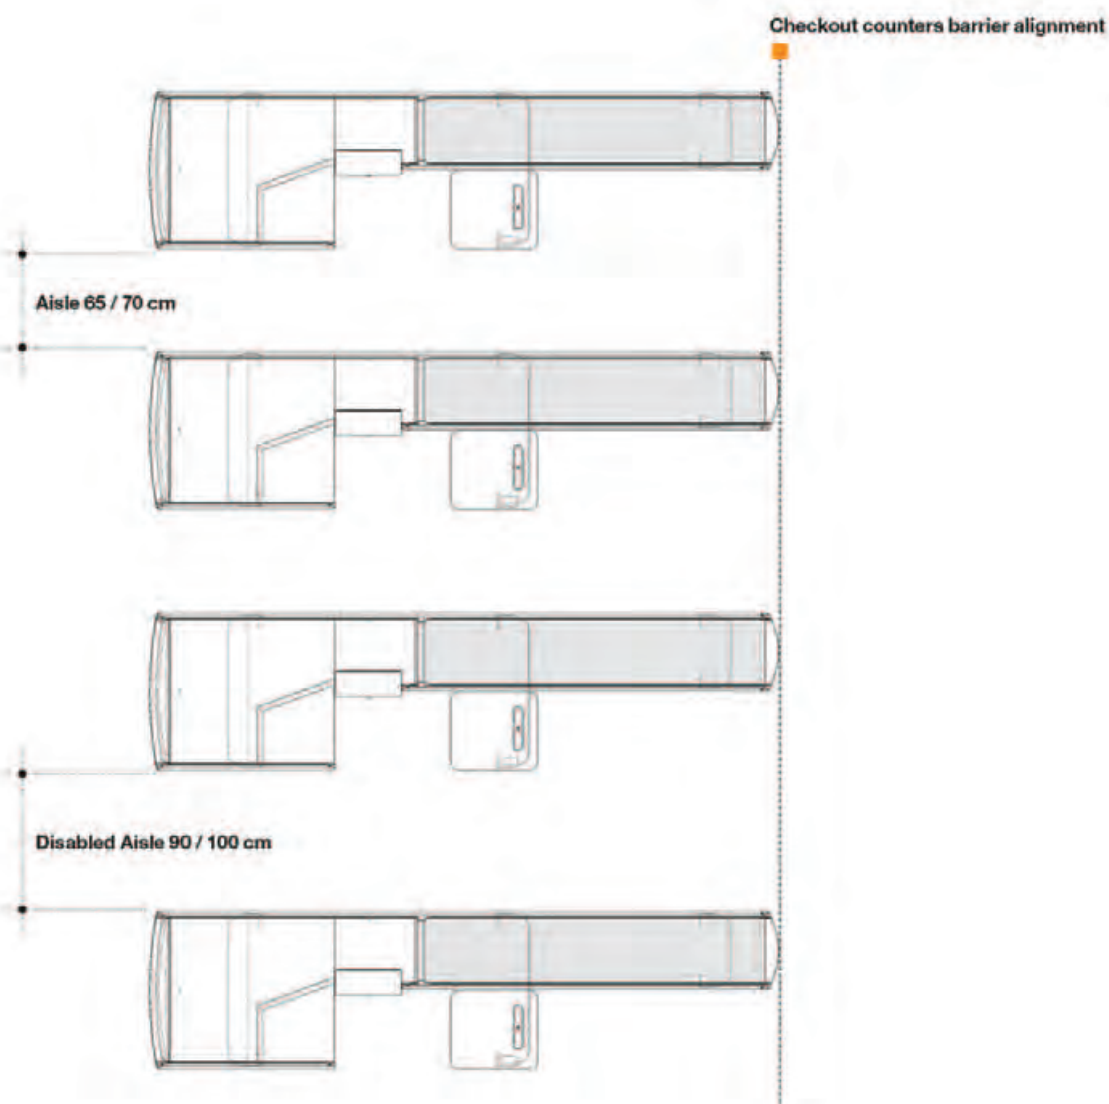 Checkout counters barrier alignment
Aisle 65 / 70 cm
Disabled Aisle 90 / 100 cm